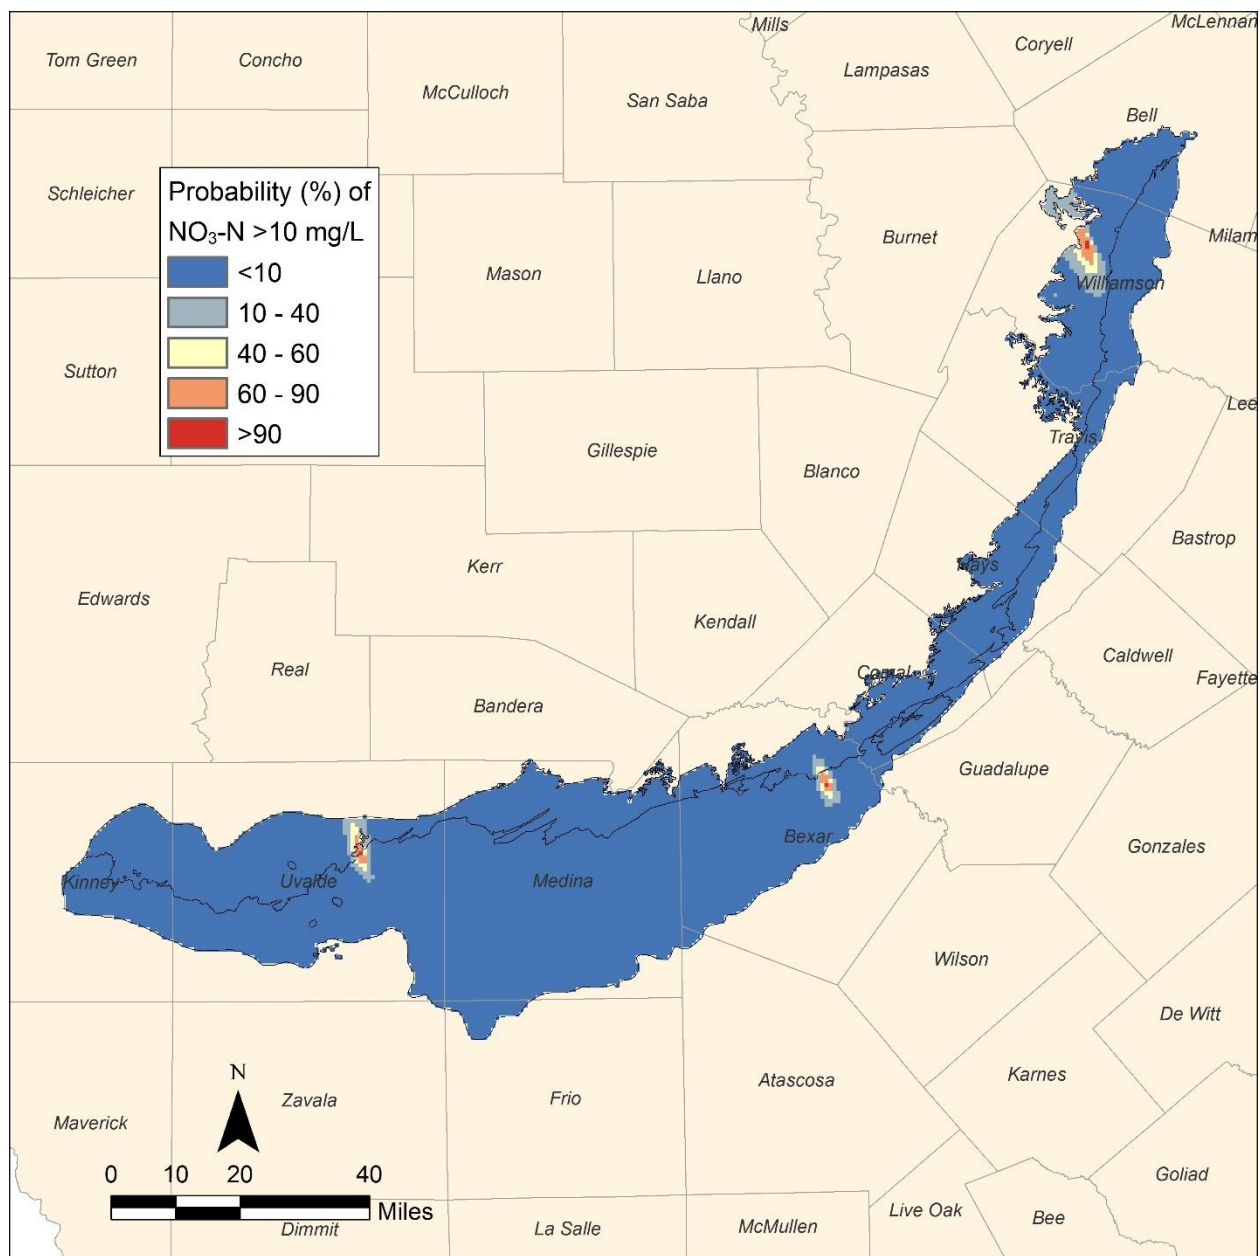 McLennan
Mills
Coryell
Tom Green
Concho
Lampasas
McCulloch
San Saba
Bell
Probability (%) of
NO₃-N >10 mg/L
<10
10 - 40
40 - 60
60 - 90
>90
Schleicher
Burnet
Milam
Mason
Llano
Williamson
Sutton
Lee
Travis
Gillespie
Blanco
Bastrop
Kerr
Hays
Edwards
Kendall
Caldwell
Real
Comal
Fayette
Bandera
Guadalupe
Bexar
Gonzales
Kinney
Uvalde
Medina
Wilson
De Witt
N
Atascosa
Karnes
Zavala
Frio
Maverick
Goliad
0 10 20 40
Miles
Live Oak
Bee
Dimmit
La Salle
McMullen